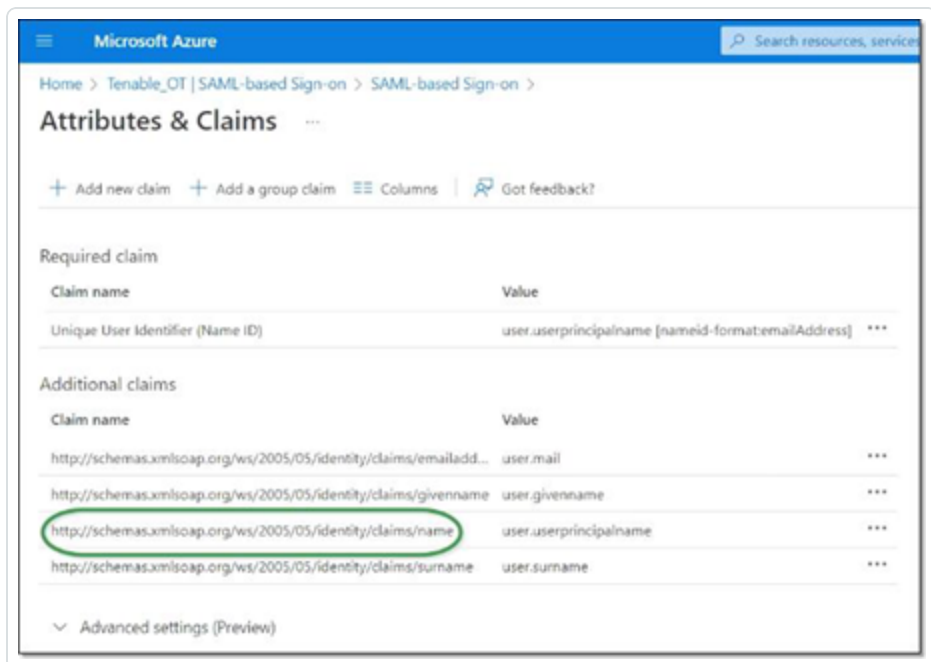 Microsoft Azure
Search resources, services
Home > Tenable_OT | SAML-based Sign-on > SAML-based Sign-on >
Attributes & Claims ...
+ Add new claim + Add a group claim Columns | Got feedback?
Required claim
Claim name Value
Unique User Identifier (Name ID) user.userprincipalname [nameid-format:emailAddress] ...
Additional claims
Claim name Value
http://schemas.xmlsoap.org/ws/2005/05/identity/claims/emailadd... user.mail ...
http://schemas.xmlsoap.org/ws/2005/05/identity/claims/givenname user.givenname ...
http://schemas.xmlsoap.org/ws/2005/05/identity/claims/name user.userprincipalname ...
http://schemas.xmlsoap.org/ws/2005/05/identity/claims/surname user.surname ...
Advanced settings (Preview)